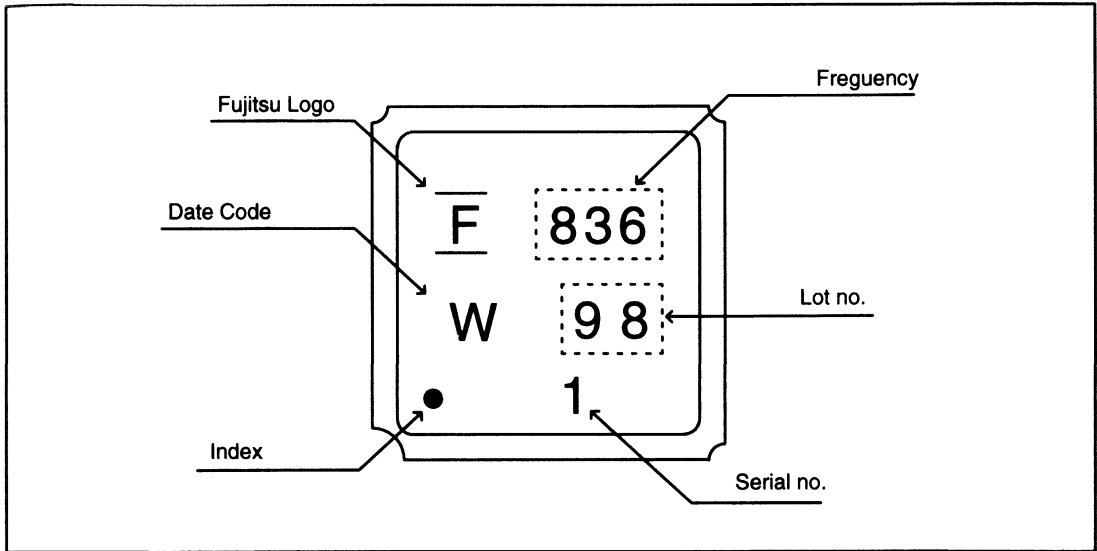 Freguency
Fujitsu Logo
F 836
Date Code
W 98
Lot no.
1
Index
Serial no.